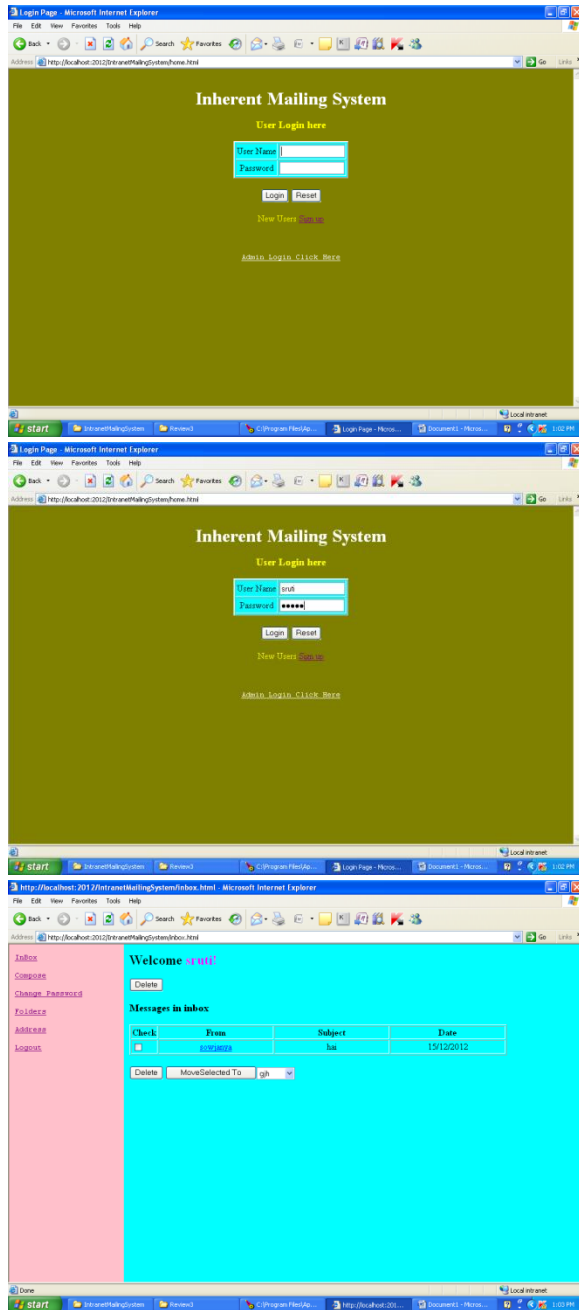 Login Page - Microsoft Internet Explorer
File Edit View Favorites Tools Help
Back Search Favorites
Address http://localhost:2012/IntranetMailingSystem/home.html Go Links
Inherent Mailing System
User Login here
User Name
Password
Login Reset
New Users Sign up
Admin Login Click Here
Local intranet
start IntranetMailingSystem Review3 C:\Program Files\Ap... Login Page - Micros... Document1 - Micros... 1:02 PM
Login Page - Microsoft Internet Explorer
File Edit View Favorites Tools Help
Back Search Favorites
Address http://localhost:2012/IntranetMailingSystem/home.html Go Links
Inherent Mailing System
User Login here
User Name sruti
Password •••••
Login Reset
New Users Sign up
Admin Login Click Here
Local intranet
start IntranetMailingSystem Review3 C:\Program Files\Ap... Login Page - Micros... Document1 - Micros... 1:02 PM
http://localhost:2012/IntranetMailingSystem/inbox.html - Microsoft Internet Explorer
File Edit View Favorites Tools Help
Back Search Favorites
Address http://localhost:2012/IntranetMailingSystem/inbox.html Go Links
InBox
Compose
Change Password
Folders
Address
Logout
Welcome sruti!
Delete
Messages in inbox
Check From Subject Date
sowjanya hai 15/12/2012
Delete MoveSelected To gjh
Done Local intranet
start IntranetMailingSystem Review3 C:\Program Files\Ap... http://localhost:201... Document1 - Micros... 1:03 PM